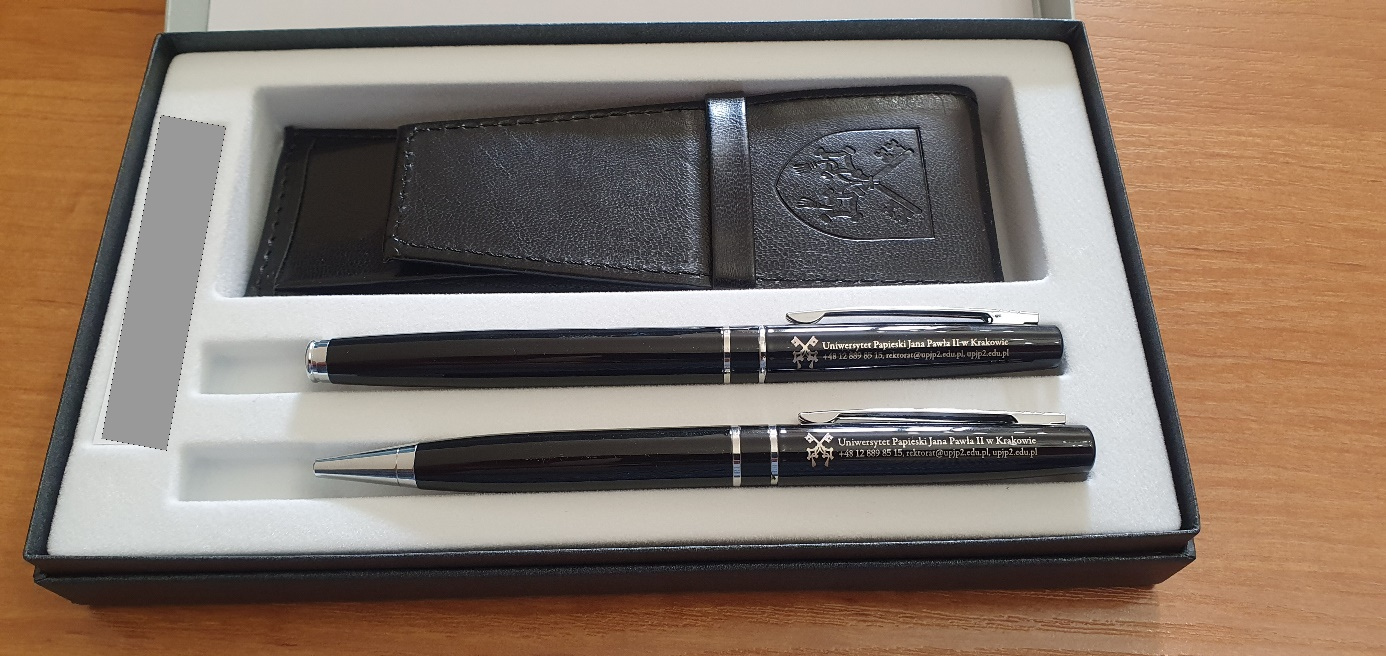 Uniwersytet Papieski Jana Pawła II w Krakowie
+48 12 889 85 15, rektorat@upjp2.edu.pl, upjp2.edu.pl
Uniwersytet Papieski Jana Pawła II w Krakowie
+48 12 889 85 15, rektorat@upjp2.edu.pl, upjp2.edu.pl